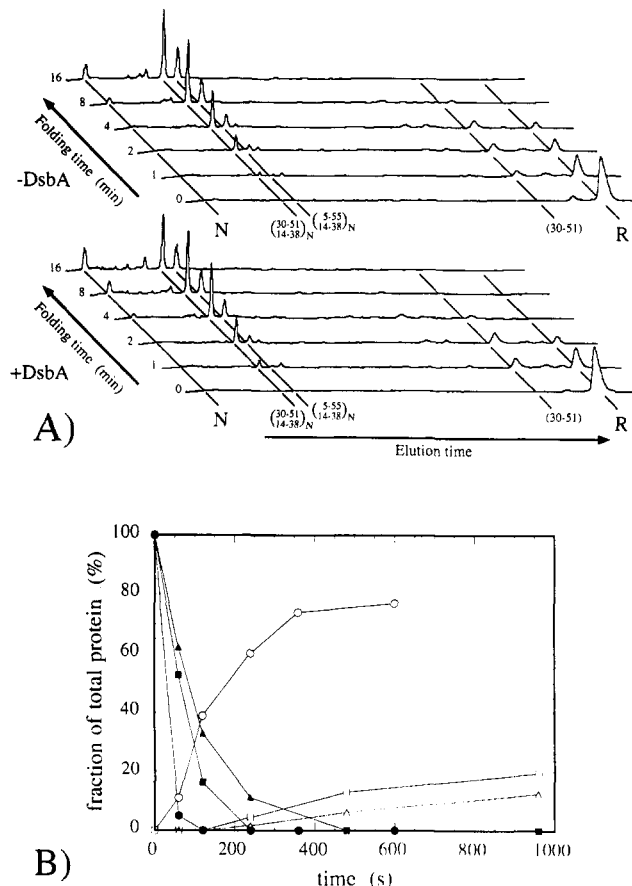 16
8
4
2
1
0
Folding time (min)
-DsbA
N
(30-51 14-38)N
(5-55 14-38)N
(30-51)
R
16
8
4
2
1
0
Folding time (min)
+DsbA
N
(30-51 14-38)N
(5-55 14-38)N
(30-51)
R
A)
Elution time
100
80
60
40
20
0
fraction of total protein (%)
0 200 400 600 800 1000
time (s)
B)